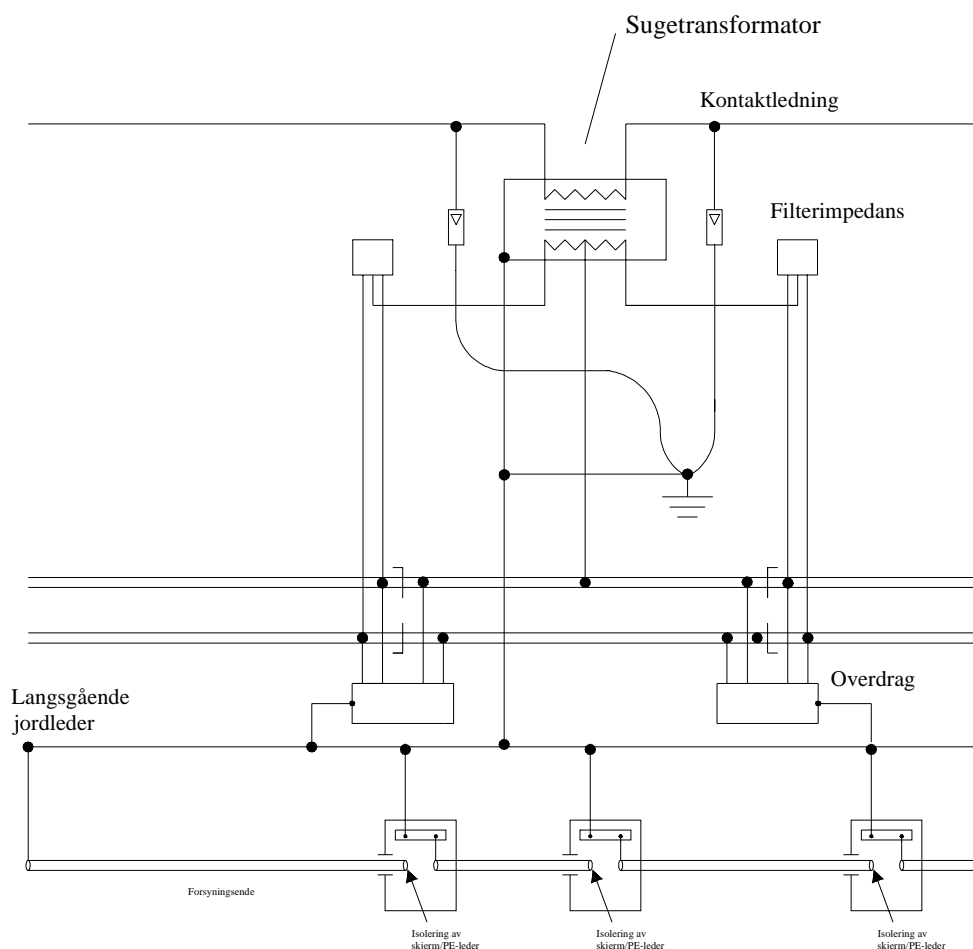 Sugetransformator
Kontaktledning
Filterimpedans
Overdrag
Langsgående
jordleder
Forsyningsende
Isolering av
skjerm/PE-leder
Isolering av
skjerm/PE-leder
Isolering av
skjerm/PE-leder